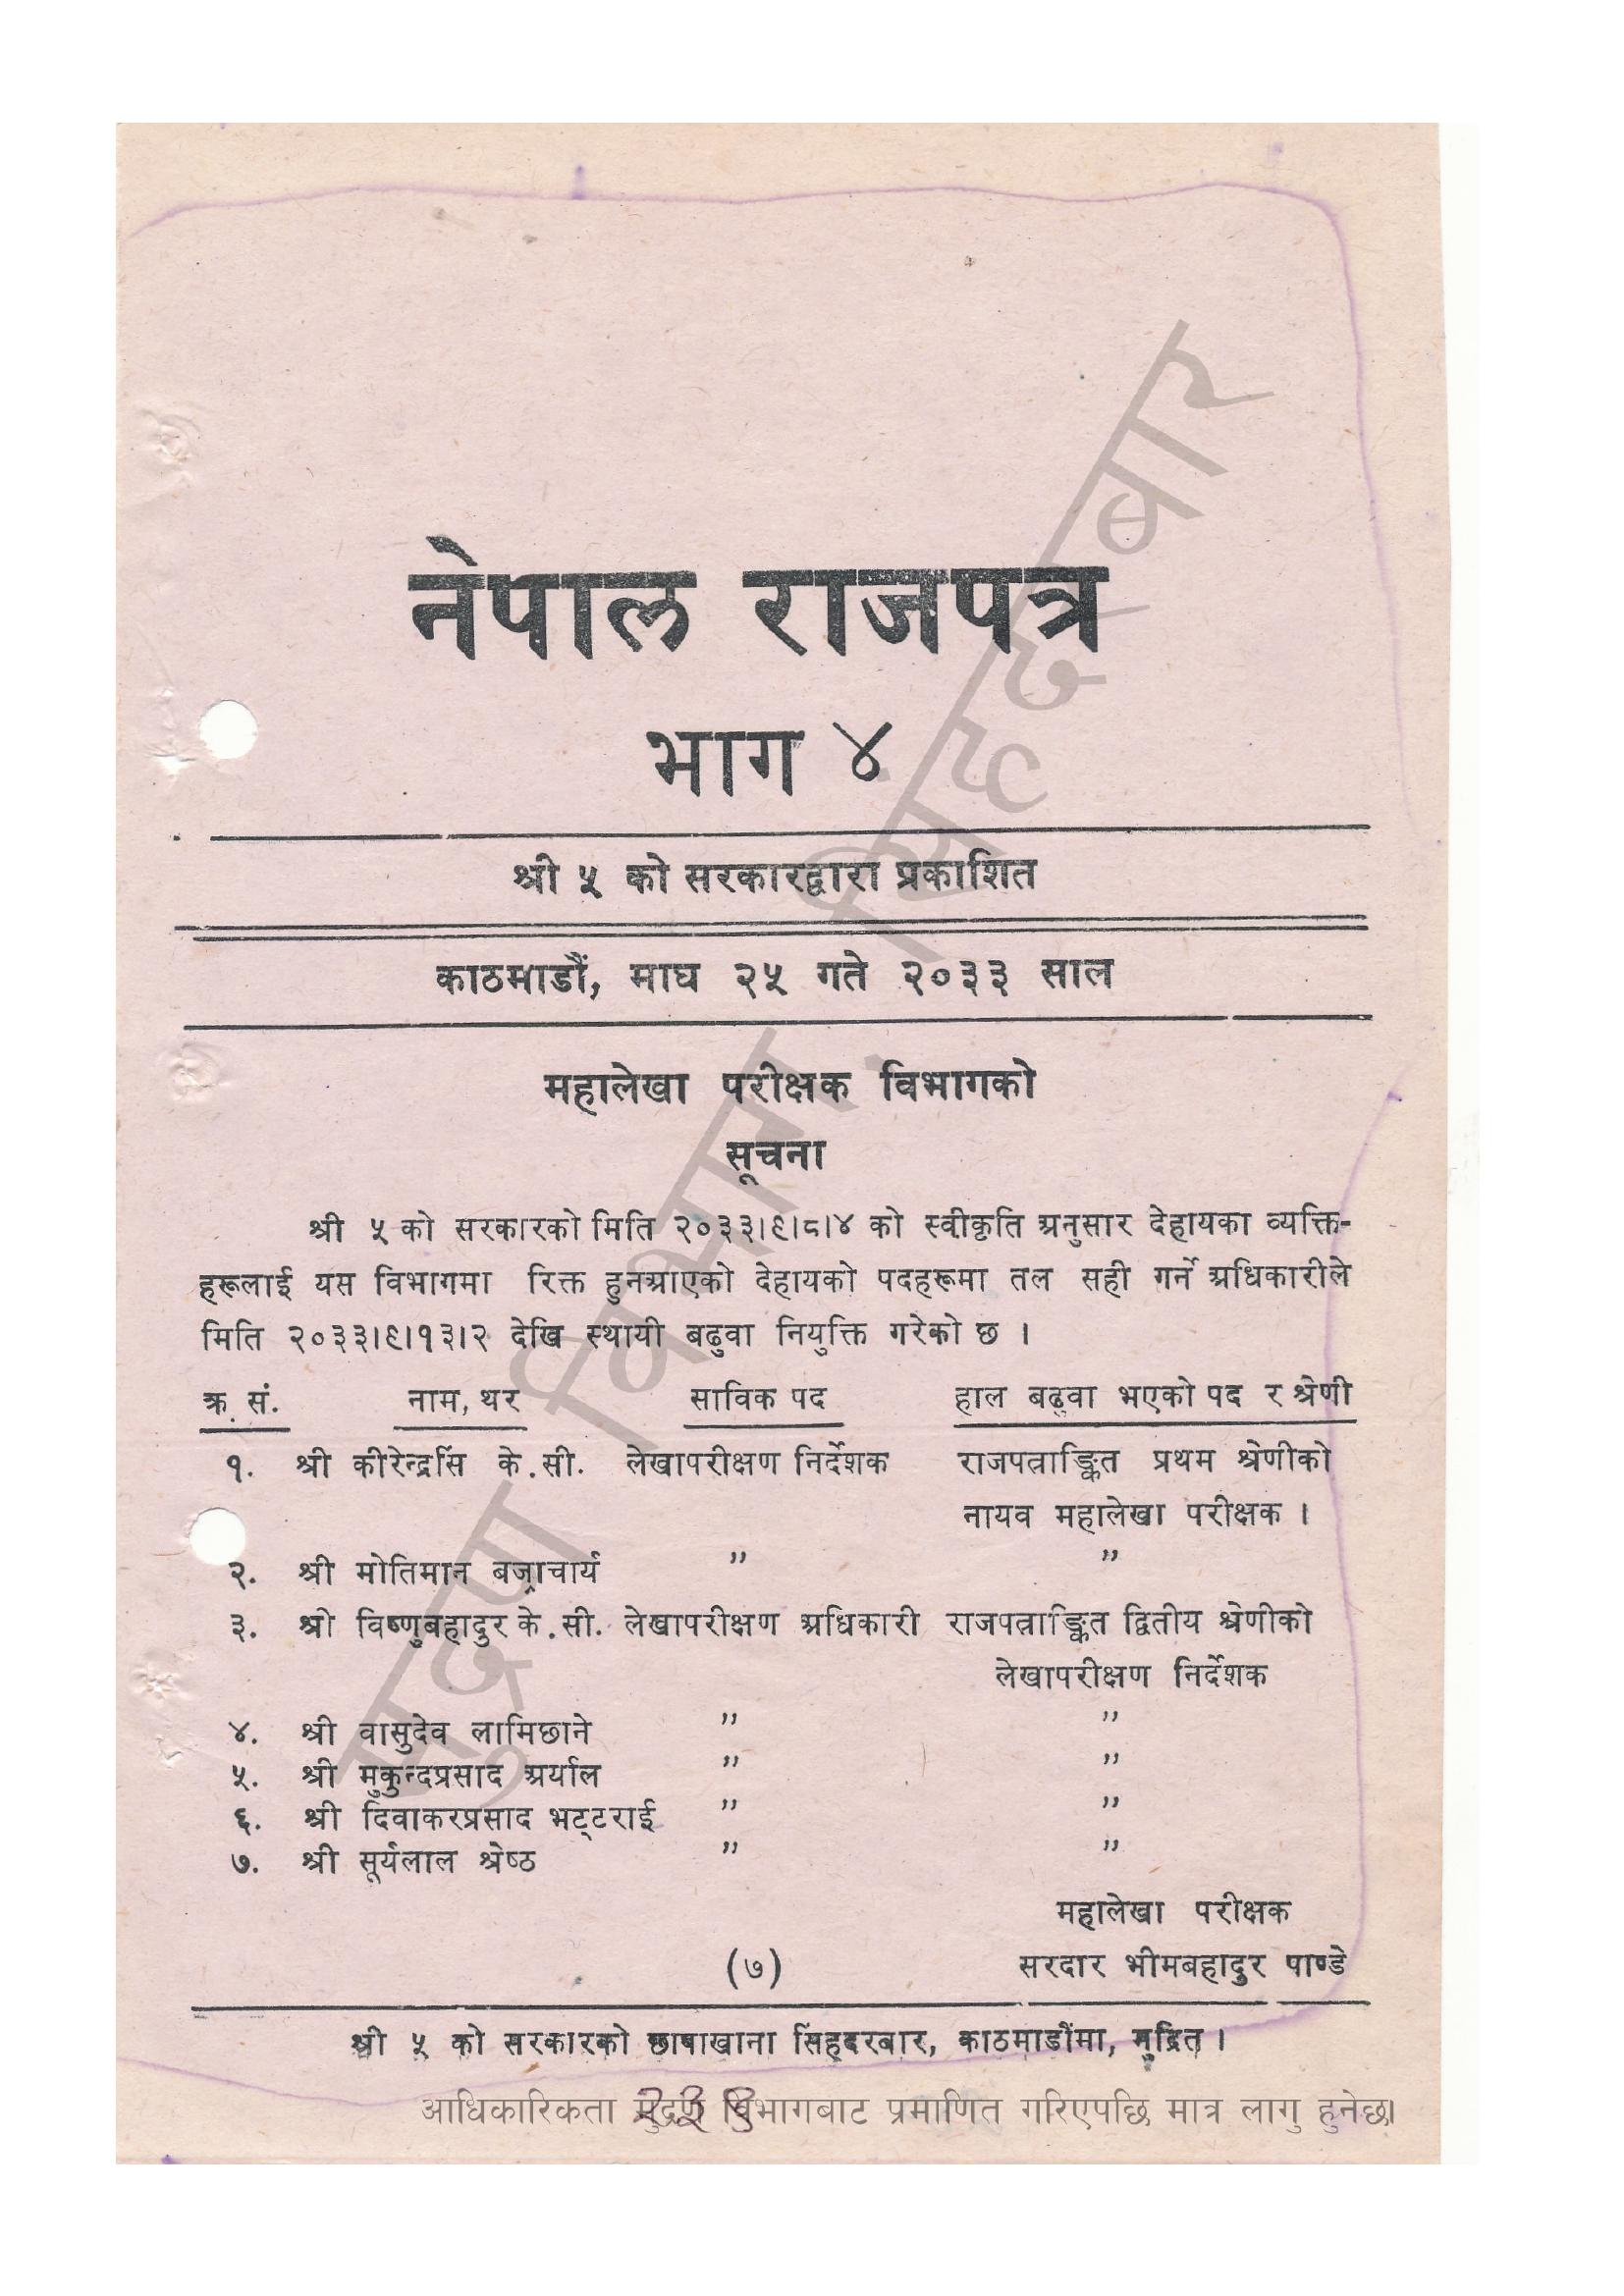 नेपाल राजपत्र
भाग ४
श्री ५ को सरकारद्वारा प्रकाशित
काठमाडौं, माघ २५ गते २०३३ साल
महालेखा परीक्षक विभागको
सूचना
श्री ५ को सरकारको मिति २०३३।९।८।४ को स्वीकृति अनुसार देहायका व्यक्ति-
हरूलाई यस विभागमा रिक्त हुनआएको देहायको पदहरूमा तल सही गर्ने अधिकारीले
मिति २०३३।९।१३।२ देखि स्थायी बढुवा नियुक्ति गरेको छ ।
क्र. सं. नाम, थर साविक पद हाल बढुवा भएको पद र श्रेणी
१. श्री कीरेन्द्रसिं के.सी. लेखापरीक्षण निर्देशक राजपत्राङ्कित प्रथम श्रेणीको
नायव महालेखा परीक्षक ।
२. श्री मोतिमान बज्राचार्य ” ”
३. श्री विष्णुबहादुर के.सी. लेखापरीक्षण अधिकारी राजपत्राङ्कित द्वितीय श्रेणीको
लेखापरीक्षण निर्देशक
४. श्री वासुदेव लामिछाने ” ”
५. श्री मुकुन्दप्रसाद अर्याल ” ”
६. श्री दिवाकरप्रसाद भट्टराई ” ”
७. श्री सूर्यलाल श्रेष्ठ ” ”
महालेखा परीक्षक
(७) सरदार भीमबहादुर पाण्डे
श्री ५ को सरकारको छापाखाना सिंहदरबार, काठमाडौंमा, मुद्रित ।
आधिकारिकता मुद्रण विभागबाट प्रमाणित गरिएपछि मात्र लागु हुनेछ।
मुद्रण विभाग, सिंहदरबार